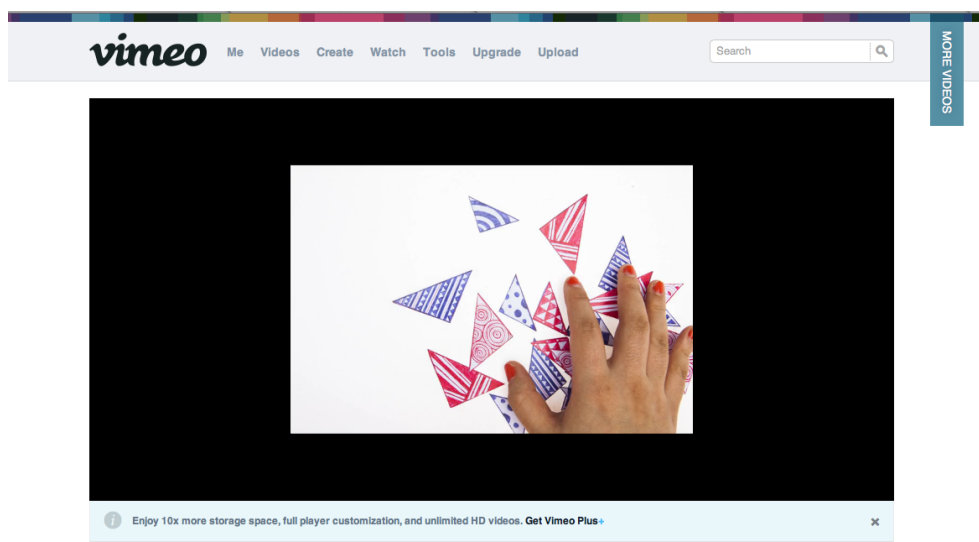 vimeo
Me Videos Create Watch Tools Upgrade Upload
Search
MORE VIDEOS
Enjoy 10x more storage space, full player customization, and unlimited HD videos. Get Vimeo Plus+